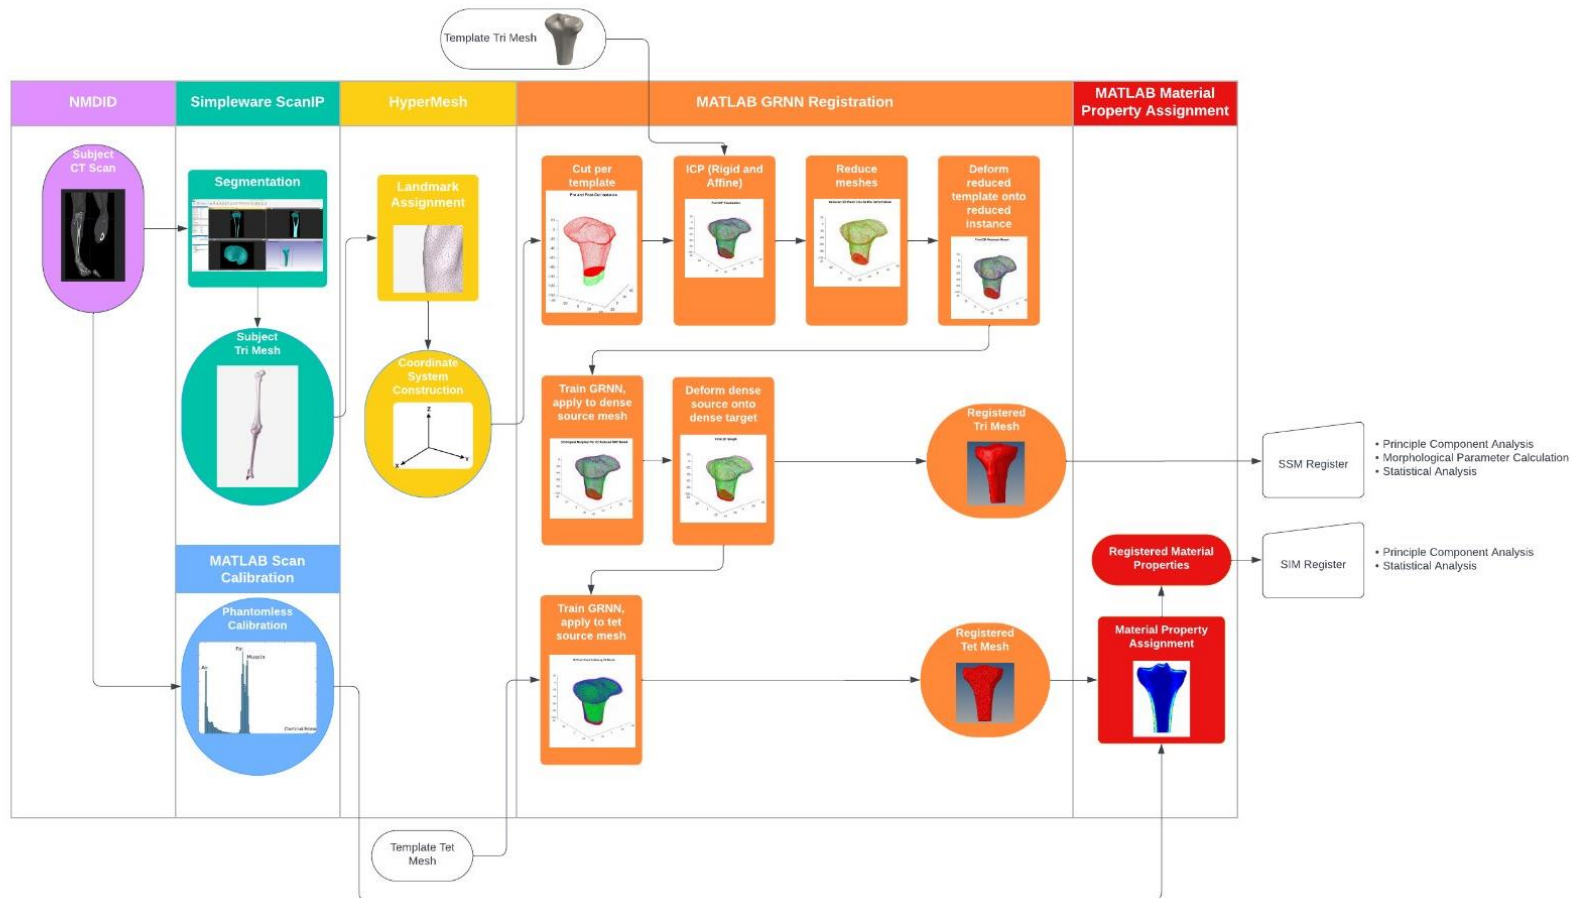 Template Tri Mesh
NMDID
Simpleware ScanIP
HyperMesh
MATLAB GRNN Registration
MATLAB Material
Property Assignment
Subject
CT Scan
Segmentation
Landmark
Assignment
Cut per
template
ICP (Rigid and
Affine)
Reduce
meshes
Deform
reduced
template onto
reduced
instance
Subject
Tri Mesh
Coordinate
System
Construction
Z
X
Y
Train GRNN,
apply to dense
source mesh
Deform dense
source onto
dense target
Registered
Tri Mesh
SSM Register
• Principle Component Analysis
• Morphological Parameter Calculation
• Statistical Analysis
MATLAB Scan
Calibration
Phantomless
Calibration
Air
Fat
Muscle
Train GRNN,
apply to tet
source mesh
Registered
Tet Mesh
Registered Material
Properties
SIM Register
• Principle Component Analysis
• Statistical Analysis
Material Property
Assignment
Template Tet
Mesh